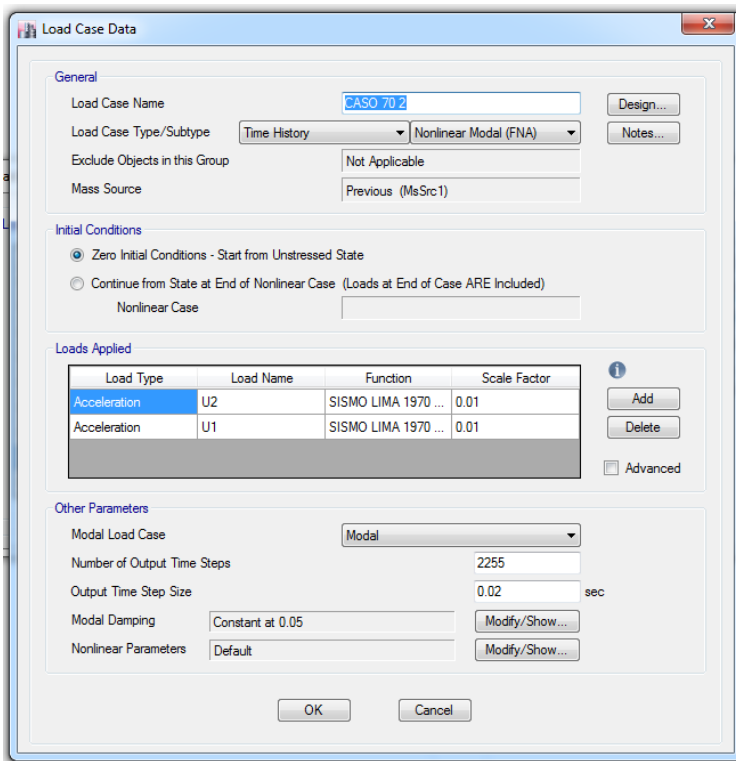 Load Case Data
General
Load Case Name CASO 70 2 Design...
Load Case Type/Subtype Time History Nonlinear Modal (FNA) Notes...
Exclude Objects in this Group Not Applicable
Mass Source Previous (MsSrc1)
Initial Conditions
Zero Initial Conditions - Start from Unstressed State
Continue from State at End of Nonlinear Case (Loads at End of Case ARE Included)
Nonlinear Case
Loads Applied
Load Type Load Name Function Scale Factor
Acceleration U2 SISMO LIMA 1970 ... 0.01 Add
Acceleration U1 SISMO LIMA 1970 ... 0.01 Delete
Advanced
Other Parameters
Modal Load Case Modal
Number of Output Time Steps 2255
Output Time Step Size 0.02 sec
Modal Damping Constant at 0.05 Modify/Show...
Nonlinear Parameters Default Modify/Show...
OK Cancel